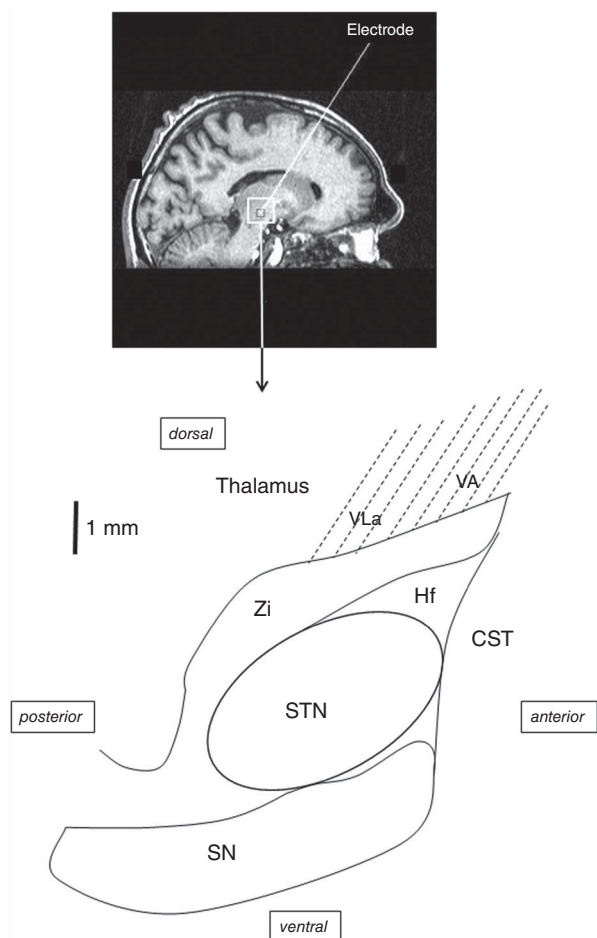 Electrode
dorsal
Thalamus
VA
VLa
1 mm
Zi
Hf
CST
STN
posterior
anterior
SN
ventral